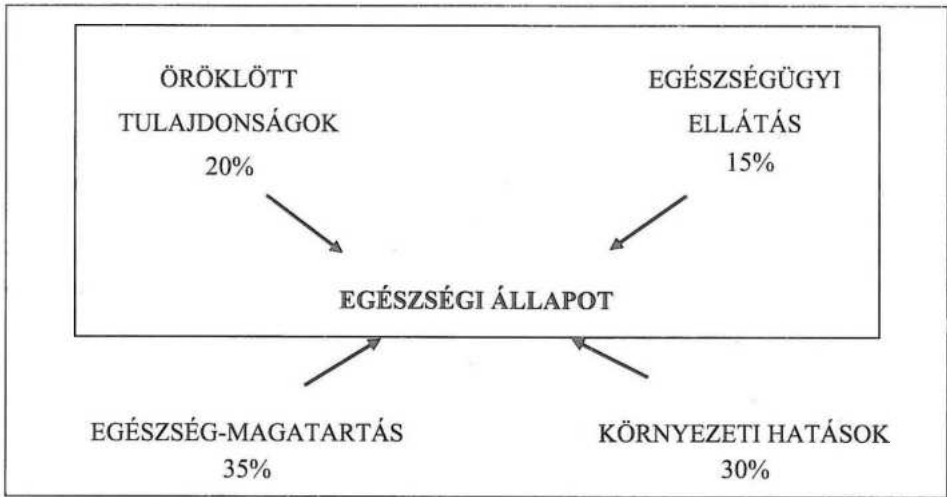 ÖRÖKLÖTT
TULAJDONSÁGOK
20%
EGÉSZSÉGÜGYI
ELLÁTÁS
15%
EGÉSZSÉGI ÁLLAPOT
EGÉSZSÉG-MAGATARTÁS
35%
KÖRNYEZETI HATÁSOK
30%